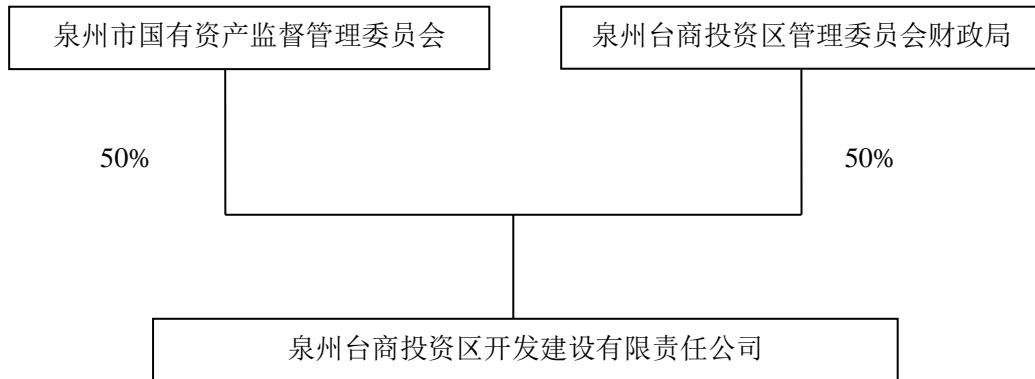 泉州市国有资产监督管理委员会
泉州台商投资区管理委员会财政局
50%
50%
泉州台商投资区开发建设有限责任公司